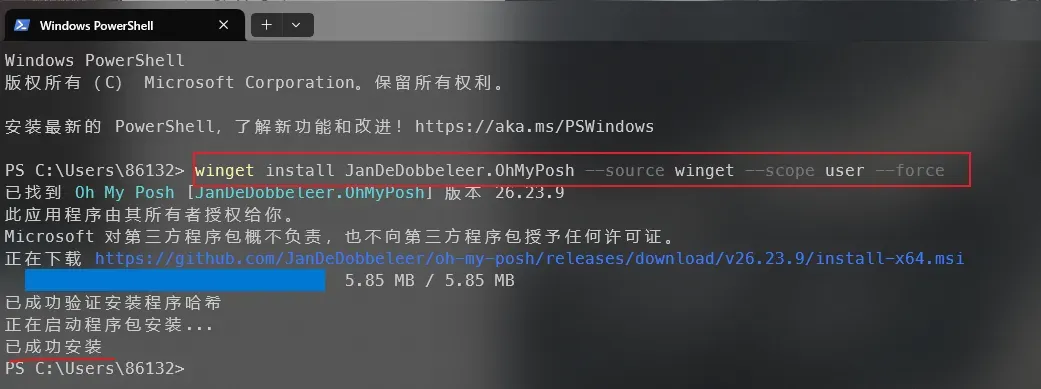 Windows PowerShell
Windows PowerShell
版权所有 (C) Microsoft Corporation。保留所有权利。
安装最新的 PowerShell,了解新功能和改进!https://aka.ms/PSWindows
PS C:\Users\86132> winget install JanDeDobbeleer.OhMyPosh --source winget --scope user --force
已找到 Oh My Posh [JanDeDobbeleer.OhMyPosh] 版本 26.23.9
此应用程序由其所有者授权给你。
Microsoft 对第三方程序包概不负责,也不向第三方程序包授予任何许可证。
正在下载 https://github.com/JanDeDobbeleer/oh-my-posh/releases/download/v26.23.9/install-x64.msi
5.85 MB / 5.85 MB
已成功验证安装程序哈希
正在启动程序包安装...
已成功安装
PS C:\Users\86132>